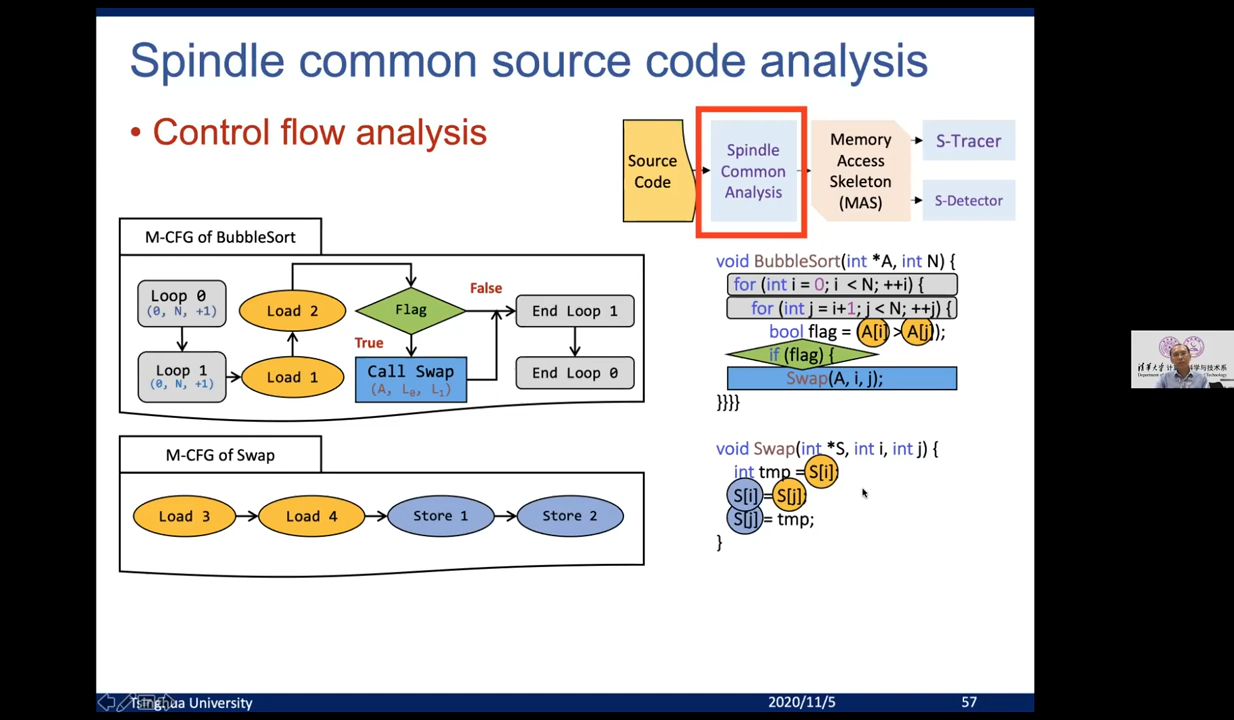 Spindle common source code analysis
• Control flow analysis
Source
Code
Spindle
Common
Analysis
Memory
Access
Skeleton
(MAS)
S-Tracer
S-Detector
M-CFG of BubbleSort
Loop 0
(0, N, +1)
Loop 1
(0, N, +1)
Load 2
Load 1
Flag
False
True
Call Swap
(A, L₀, L₁)
End Loop 1
End Loop 0
void BubbleSort(int *A, int N) {
for (int i = 0; i < N; ++i) {
for (int j = i+1; j < N; ++j) {
bool flag = (A[i] > A[j]);
if (flag) {
Swap(A, i, j);
}}}}
M-CFG of Swap
Load 3
Load 4
Store 1
Store 2
void Swap(int *S, int i, int j) {
int tmp = S[i];
S[i] = S[j];
S[j] = tmp;
}
Tsinghua University
2020/11/5
57